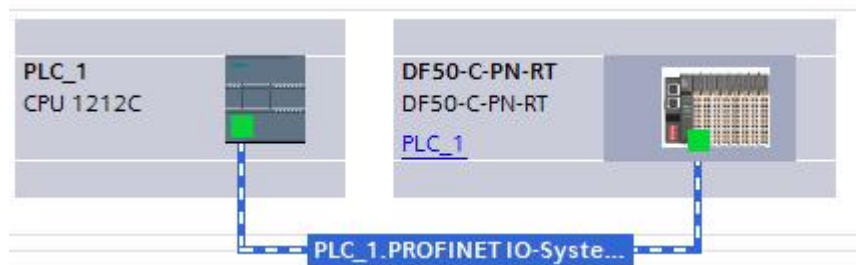 PLC_1
CPU 1212C
DF50-C-PN-RT
DF50-C-PN-RT
PLC_1
PLC_1.PROFINET IO-Syste...